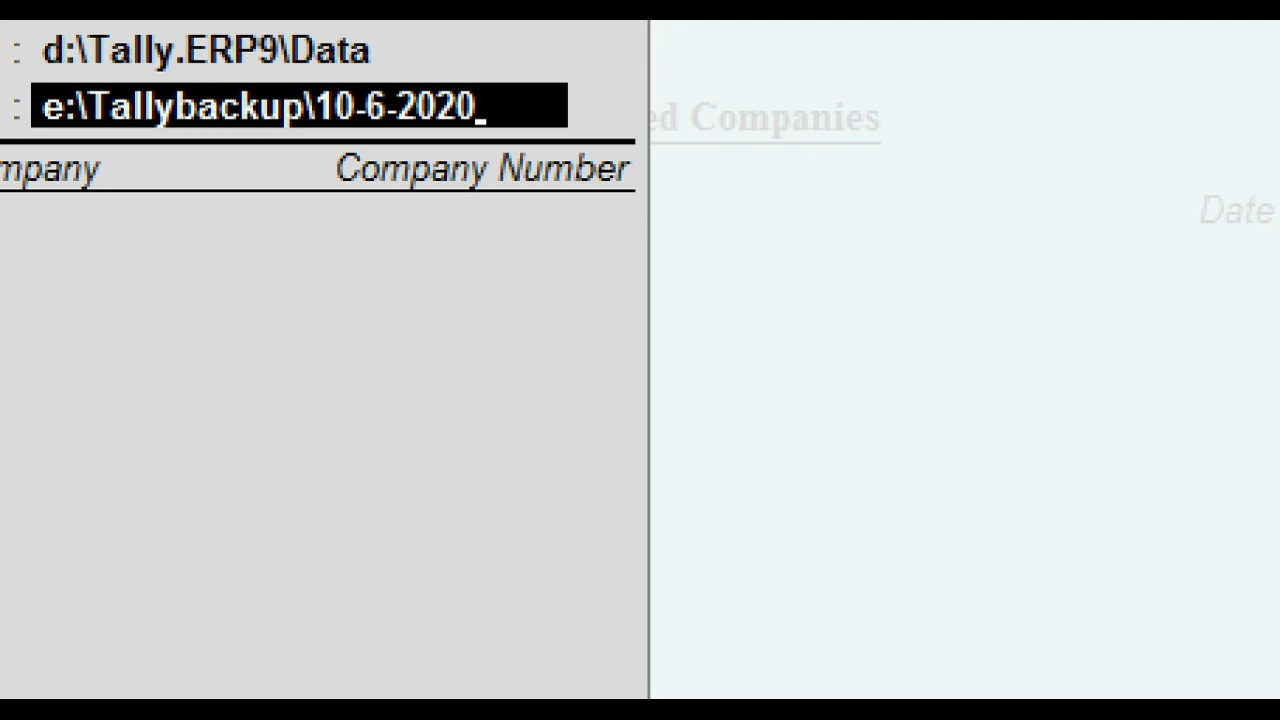 : d:\Tally.ERP9\Data
: e:\Tallybackup\10-6-2020_
mpany Company Number
ed Companies
Date